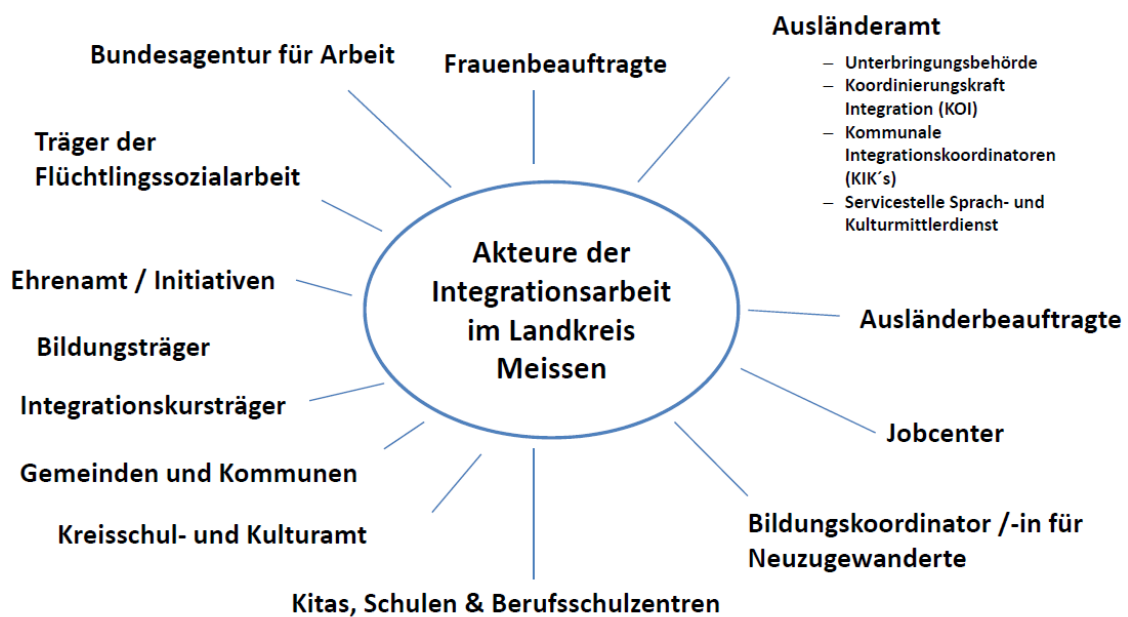 Bundesagentur für Arbeit
Frauenbeauftragte
Ausländeramt
– Unterbringungsbehörde
– Koordinierungskraft
Integration (KOI)
– Kommunale
Integrationskoordinatoren
(KIK´s)
– Servicestelle Sprach- und
Kulturmittlerdienst
Träger der
Flüchtlingssozialarbeit
Ehrenamt / Initiativen
Akteure der
Integrationsarbeit
im Landkreis
Meissen
Ausländerbeauftragte
Bildungsträger
Integrationskursträger
Jobcenter
Gemeinden und Kommunen
Kreisschul- und Kulturamt
Bildungskoordinator /-in für
Neuzugewanderte
Kitas, Schulen & Berufsschulzentren